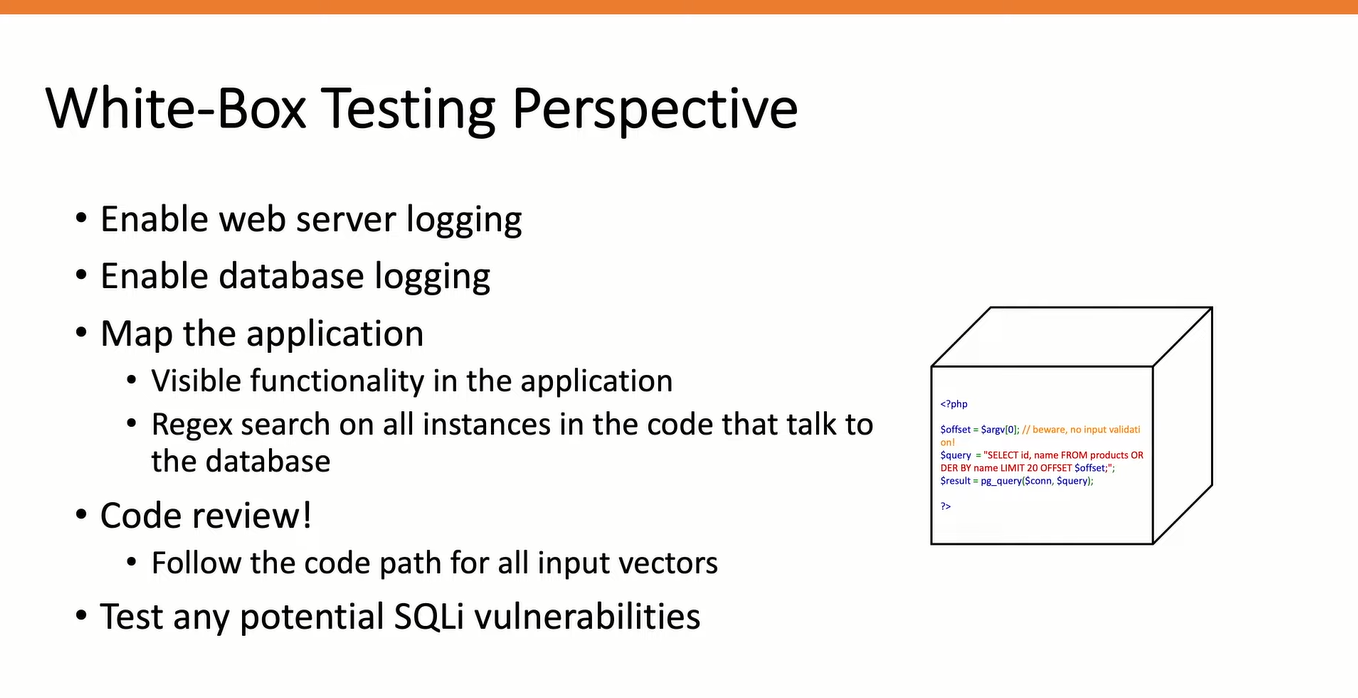 White-Box Testing Perspective
• Enable web server logging
• Enable database logging
• Map the application
• Visible functionality in the application
• Regex search on all instances in the code that talk to
the database
• Code review!
• Follow the code path for all input vectors
• Test any potential SQLi vulnerabilities
<?php
$offset = $argv[0]; // beware, no input validati
on!
$query  = "SELECT id, name FROM products OR
DER BY name LIMIT 20 OFFSET $offset;";
$result = pg_query($conn, $query);
?>